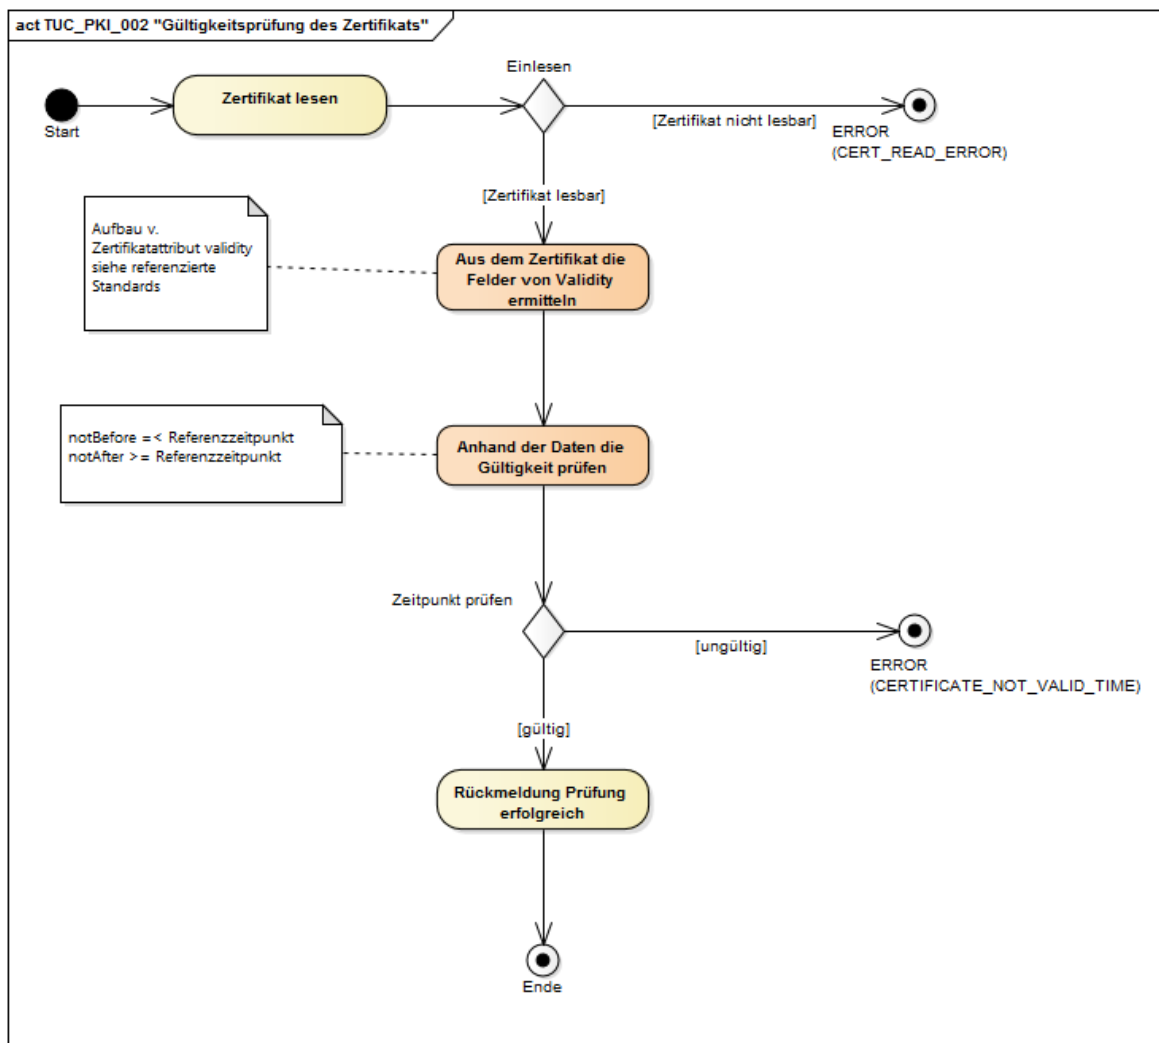 act TUC_PKI_002 "Gültigkeitsprüfung des Zertifikats"
Einlesen
Zertifikat lesen
Start
[Zertifikat nicht lesbar]
ERROR
(CERT_READ_ERROR)
[Zertifikat lesbar]
Aufbau v.
Zertifikatattribut validity
siehe referenzierte
Standards
Aus dem Zertifikat die
Felder von Validity
ermitteln
notBefore =< Referenzzeitpunkt
notAfter >= Referenzzeitpunkt
Anhand der Daten die
Gültigkeit prüfen
Zeitpunkt prüfen
[ungültig]
ERROR
(CERTIFICATE_NOT_VALID_TIME)
[gültig]
Rückmeldung Prüfung
erfolgreich
Ende